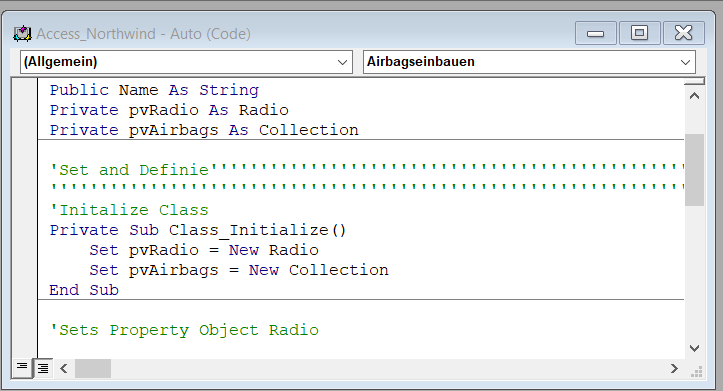 Access_Northwind - Auto (Code)
(Allgemein) Airbagseinbauen
Public Name As String
Private pvRadio As Radio
Private pvAirbags As Collection
'Set and Definie''''''''''''''''''''''''''''''''''''''''''''''''
''''''''''''''''''''''''''''''''''''''''''''''''''''''''''''''''
'Initalize Class
Private Sub Class_Initialize()
    Set pvRadio = New Radio
    Set pvAirbags = New Collection
End Sub
'Sets Property Object Radio